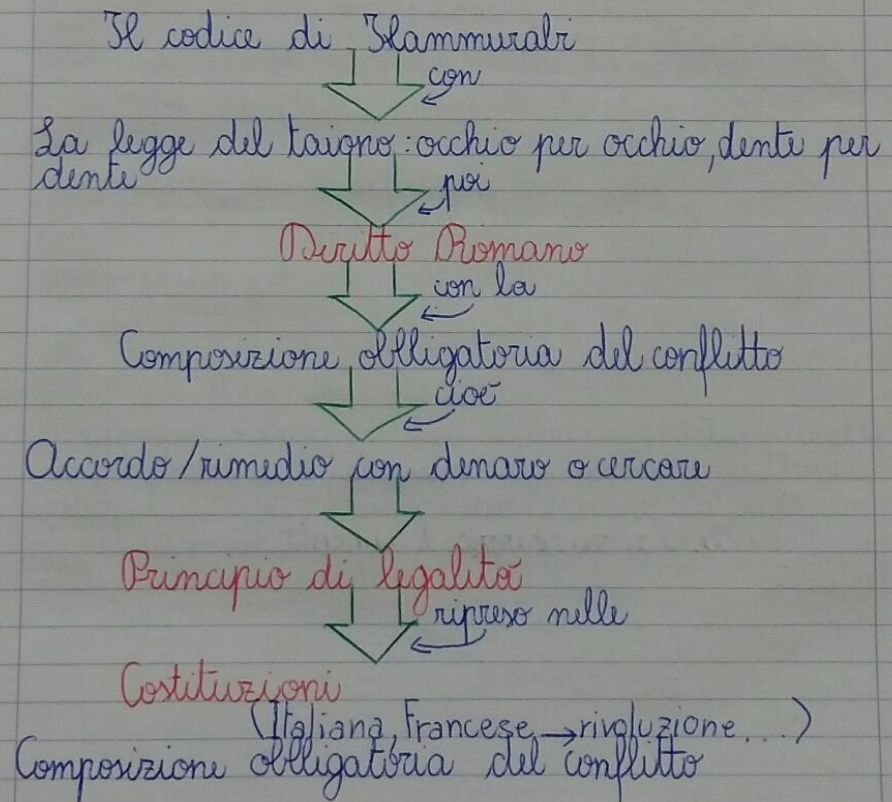 Il codice di Hammurabi
con
La legge del taigno: occhio per occhio, dente per
dente
poi
Diritto Romano
con la
Composizione obbligatoria del conflitto
cioè
Accordo/rimedio con denaro o cercare
Principio di legalità
ripreso nelle
Costituzioni
(Italiana, Francese → rivoluzione...)
Composizione obbligatoria del conflitto